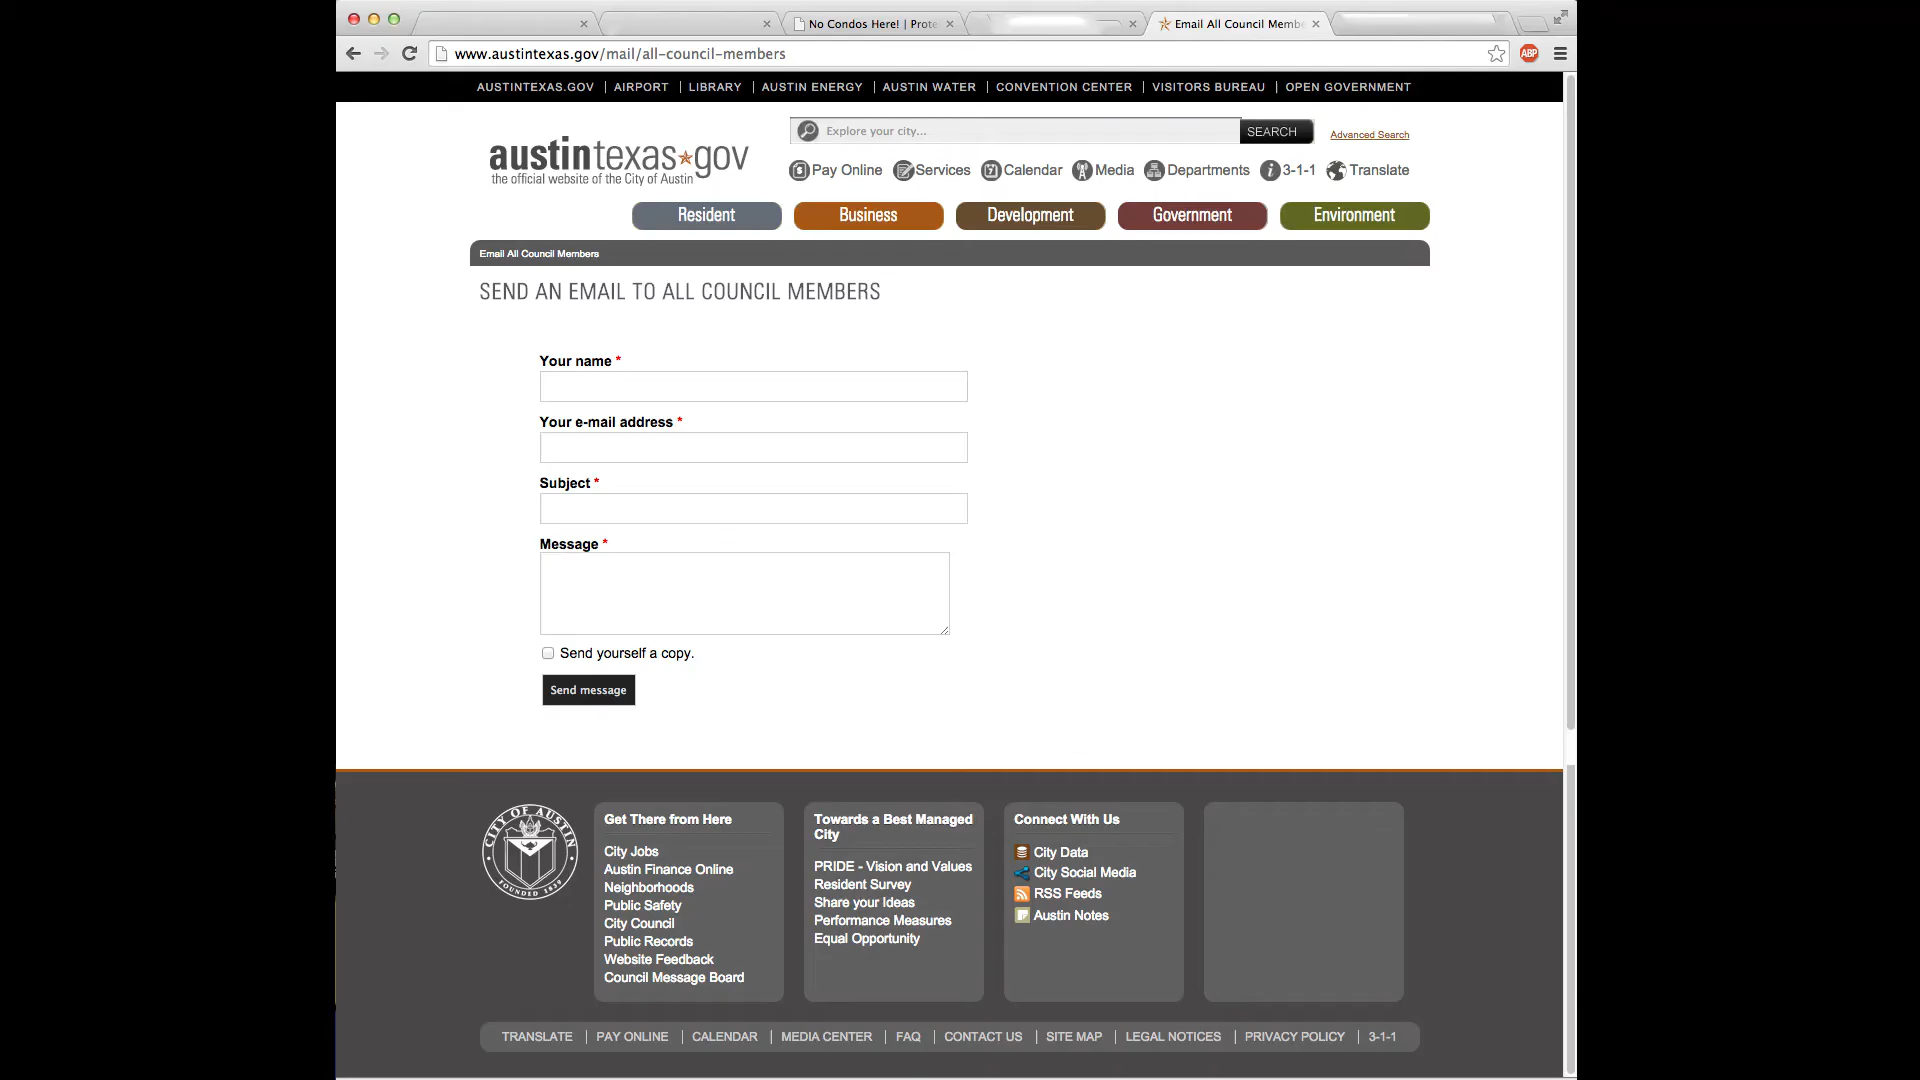 No Condos Here! | Prote
Email All Council Memb
www.austintexas.gov/mail/all-council-members
ABP
AUSTINTEXAS.GOV | AIRPORT | LIBRARY | AUSTIN ENERGY | AUSTIN WATER | CONVENTION CENTER | VISITORS BUREAU | OPEN GOVERNMENT
Explore your city...
SEARCH
Advanced Search
austintexas.gov
the official website of the City of Austin
Pay Online Services Calendar Media Departments 3-1-1 Translate
Resident Business Development Government Environment
Email All Council Members
SEND AN EMAIL TO ALL COUNCIL MEMBERS
Your name *
Your e-mail address *
Subject *
Message *
Send yourself a copy.
Send message
CITY OF AUSTIN
FOUNDED 1839
Get There from Here
City Jobs
Austin Finance Online
Neighborhoods
Public Safety
City Council
Public Records
Website Feedback
Council Message Board
Towards a Best Managed
City
PRIDE - Vision and Values
Resident Survey
Share your Ideas
Performance Measures
Equal Opportunity
Connect With Us
City Data
City Social Media
RSS Feeds
Austin Notes
TRANSLATE | PAY ONLINE | CALENDAR | MEDIA CENTER | FAQ | CONTACT US | SITE MAP | LEGAL NOTICES | PRIVACY POLICY | 3-1-1